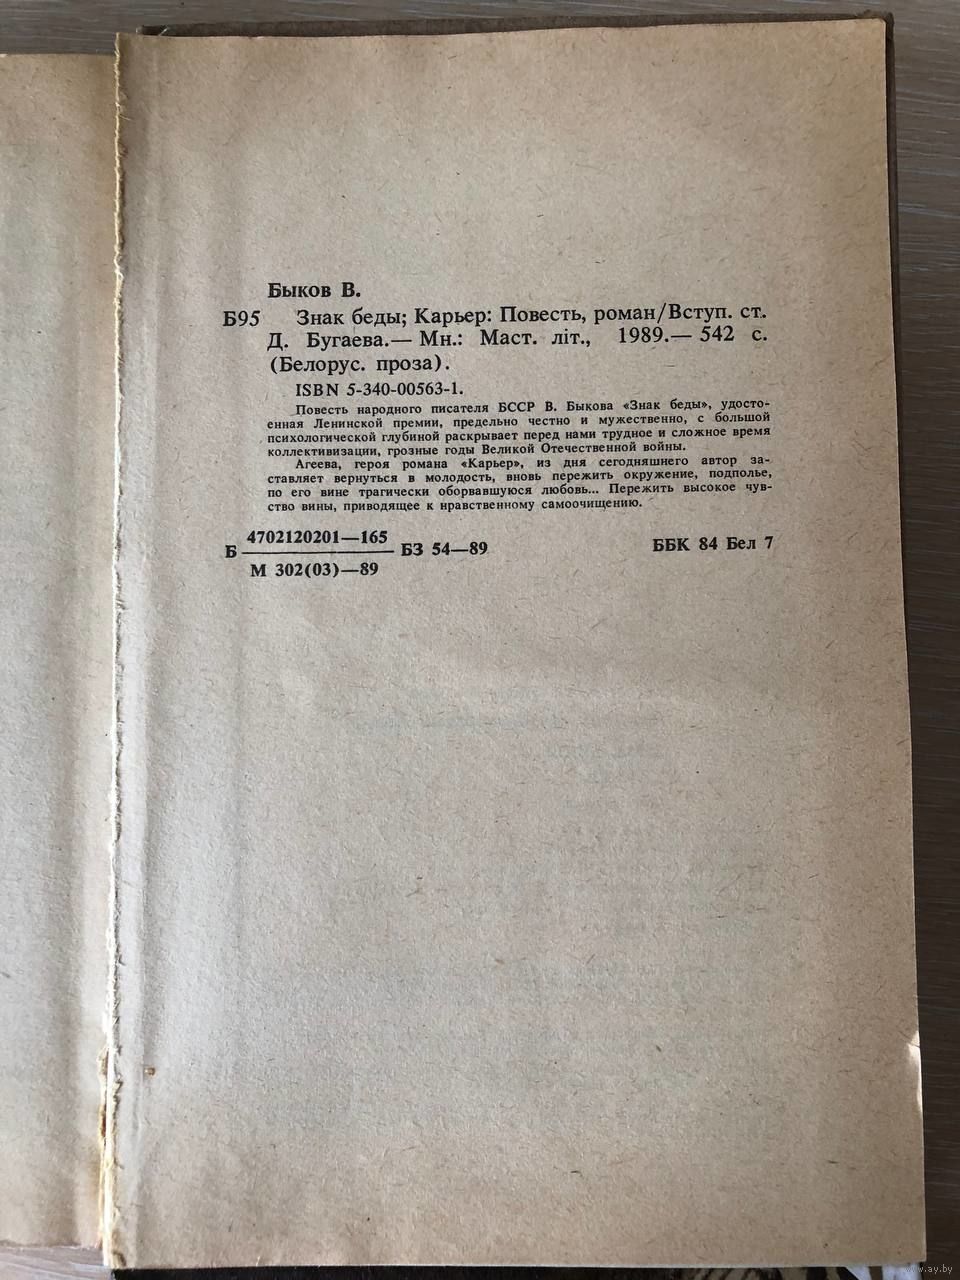 Быков В.
Б95 Знак беды; Карьер: Повесть, роман/Вступ. ст.
Д. Бугаева.— Мн.: Маст. літ., 1989.— 542 с.
(Белорус. проза).
ISBN 5-340-00563-1.
Повесть народного писателя БССР В. Быкова «Знак беды», удосто-
енная Ленинской премии, предельно честно и мужественно, с большой
психологической глубиной раскрывает перед нами трудное и сложное время
коллективизации, грозные годы Великой Отечественной войны.
Агеева, героя романа «Карьер», из дня сегодняшнего автор за-
ставляет вернуться в молодость, вновь пережить окружение, подполье,
по его вине трагически оборвавшуюся любовь... Пережить высокое чув-
ство вины, приводящее к нравственному самоочищению.
4702120201—165
Б БЗ 54—89 ББК 84 Бел 7
М 302(03)—89
www.ay.by